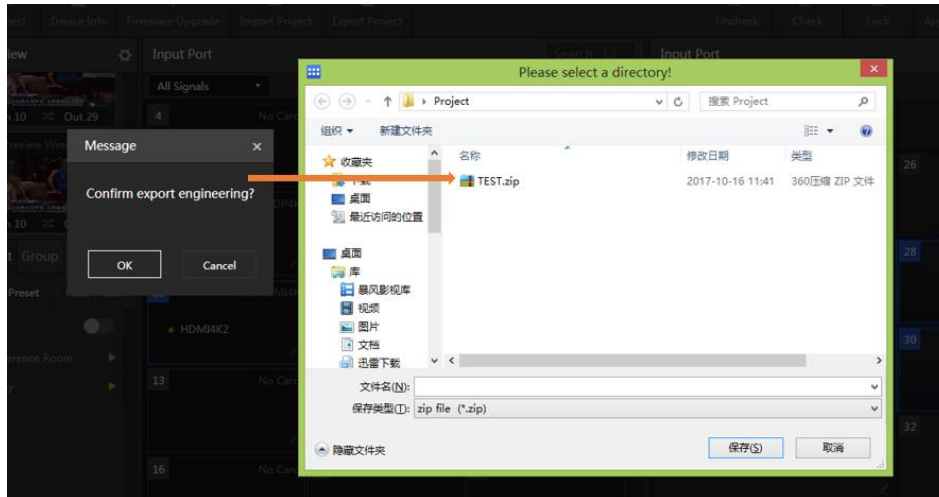 Device Info
Firmware Upgrade
Import Project
Export Project
Uncheck
Check
Lock
Input Port
Search
Input Port
All Signals
10
Out 29
4
No Card
Message
×
Confirm export engineering?
OK
Cancel
10
Group
Preset
HDMI4K2
13
No Card
16
No Card
26
28
30
32
Please select a directory!
Project
搜索 Project
组织
新建文件夹
收藏夹
桌面
最近访问的位置
桌面
库
暴风影视库
视频
图片
文档
迅雷下载
名称
修改日期
类型
TEST.zip
2017-10-16 11:41
360压缩 ZIP 文件
文件名(N):
保存类型(T):
zip file (*.zip)
隐藏文件夹
保存(S)
取消